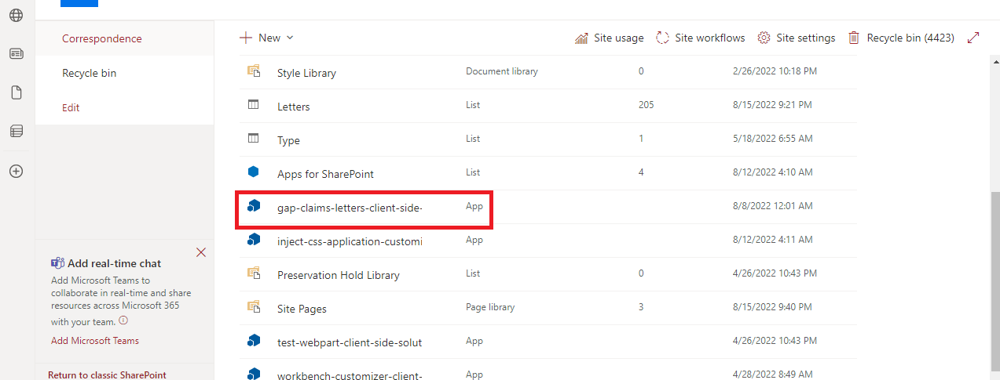 Correspondence
Recycle bin
Edit
Add real-time chat
Add Microsoft Teams to
collaborate in real-time and share
resources across Microsoft 365
with your team.
Add Microsoft Teams
Return to classic SharePoint
New Site usage Site workflows Site settings Recycle bin (4423)
Style Library Document library 0 2/26/2022 10:18 PM
Letters List 205 8/15/2022 9:21 PM
Type List 1 5/18/2022 6:55 AM
Apps for SharePoint List 4 8/12/2022 4:10 AM
gap-claims-letters-client-side- App 8/8/2022 12:01 AM
inject-css-application-customi App 8/12/2022 4:11 AM
Preservation Hold Library List 0 4/26/2022 10:43 PM
Site Pages Page library 3 8/15/2022 9:40 PM
test-webpart-client-side-solut App 4/26/2022 10:43 PM
workbench-customizer-client- App 4/28/2022 8:49 AM